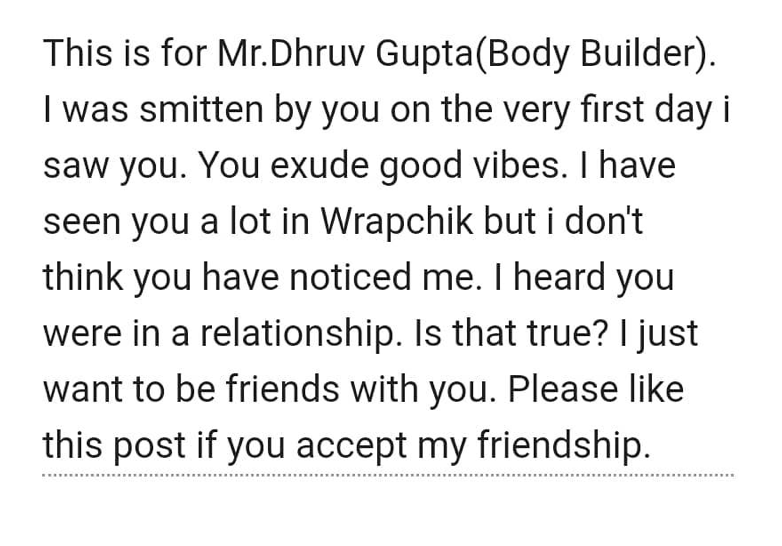 This is for Mr.Dhruv Gupta(Body Builder).
I was smitten by you on the very first day i
saw you. You exude good vibes. I have
seen you a lot in Wrapchik but i don't
think you have noticed me. I heard you
were in a relationship. Is that true? I just
want to be friends with you. Please like
this post if you accept my friendship.